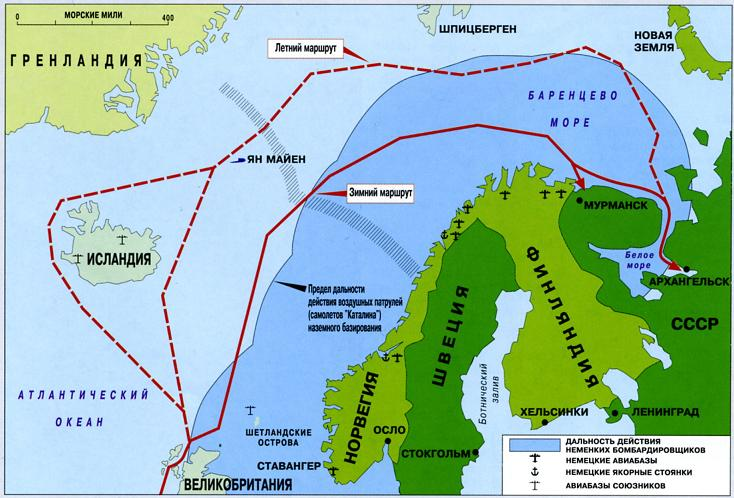 МОРСКИЕ МИЛИ
0 400
ГРЕНЛАНДИЯ
ШПИЦБЕРГЕН
НОВАЯ
ЗЕМЛЯ
Летний маршрут
БАРЕНЦЕВО
МОРЕ
ЯН МАЙЕН
Зимний маршрут
МУРМАНСК
ИСЛАНДИЯ
Белое
море
АРХАНГЕЛЬСК
Предел дальности
действия воздушных патрулей
(самолетов "Каталина")
наземного базирования
СССР
ФИНЛЯНДИЯ
ШВЕЦИЯ
НОРВЕГИЯ
Ботнический
залив
АТЛАНТИЧЕСКИЙ
ОКЕАН
ШЕТЛАНДСКИЕ
ОСТРОВА
ОСЛО
ХЕЛЬСИНКИ
ЛЕНИНГРАД
СТОКГОЛЬМ
СТАВАНГЕР
ВЕЛИКОБРИТАНИЯ
ДАЛЬНОСТЬ ДЕЙСТВИЯ
НЕМЕНКИХ БОМБАРДИРОВЩИКОВ
НЕМЕЦКИЕ АВИАБАЗЫ
НЕМЕЦКИЕ ЯКОРНЫЕ СТОЯНКИ
АВИАБАЗЫ СОЮЗНИКОВ